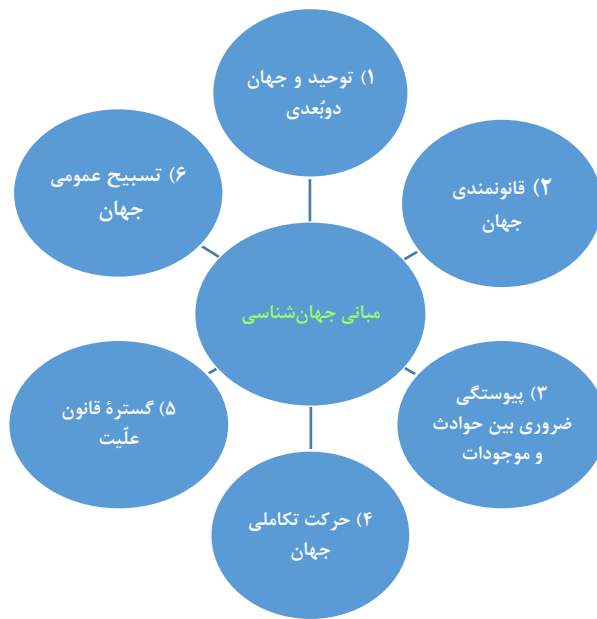 مبانی جهان‌شناسی
۱) توحید و جهان
دوبُعدی
۲) قانونمندی
جهان
۳) پیوستگی
ضروری بین حوادث
و موجودات
۴) حرکت تکاملی
جهان
۵) گسترهٔ قانون
علّیت
۶) تسبیح عمومی
جهان